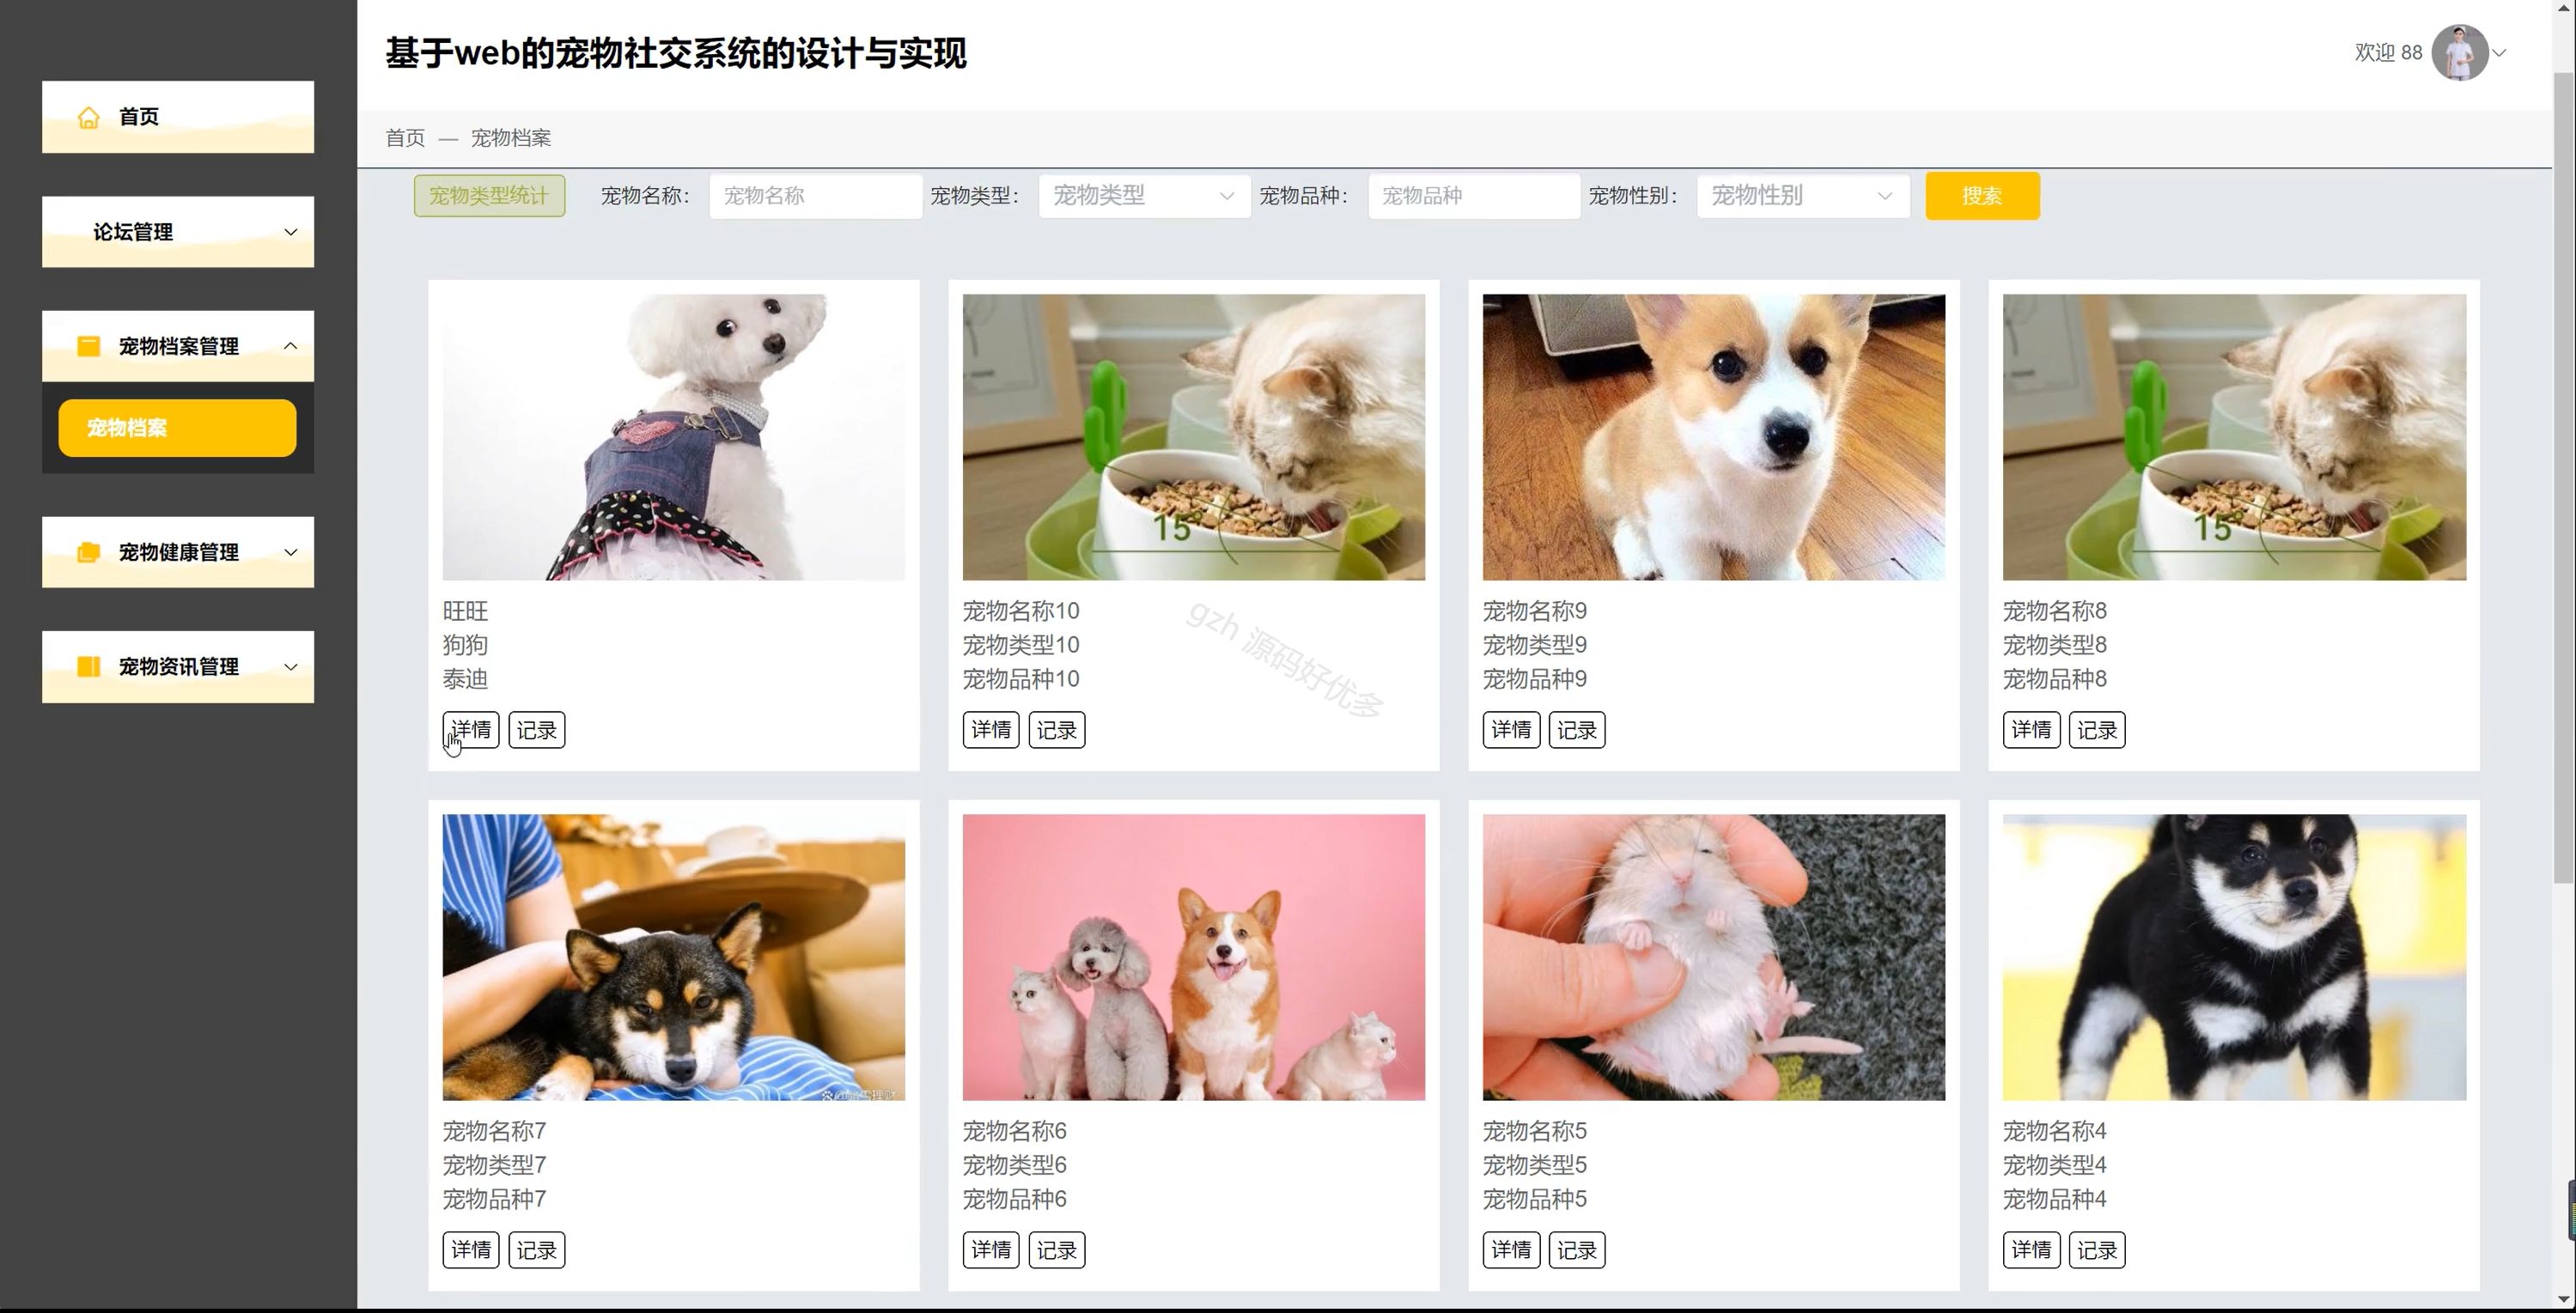 基于web的宠物社交系统的设计与实现
欢迎 88
首页
论坛管理
宠物档案管理
宠物档案
宠物健康管理
宠物资讯管理
首页 — 宠物档案
宠物类型统计 宠物名称： 宠物名称 宠物类型： 宠物类型 宠物品种： 宠物品种 宠物性别： 宠物性别 搜索
旺旺
狗狗
泰迪
详情 记录
15°
宠物名称10
宠物类型10
宠物品种10
详情 记录
宠物名称9
宠物类型9
宠物品种9
详情 记录
15°
宠物名称8
宠物类型8
宠物品种8
详情 记录
gzh 源码好优多
宠物名称7
宠物类型7
宠物品种7
详情 记录
宠物名称6
宠物类型6
宠物品种6
详情 记录
宠物名称5
宠物类型5
宠物品种5
详情 记录
宠物名称4
宠物类型4
宠物品种4
详情 记录